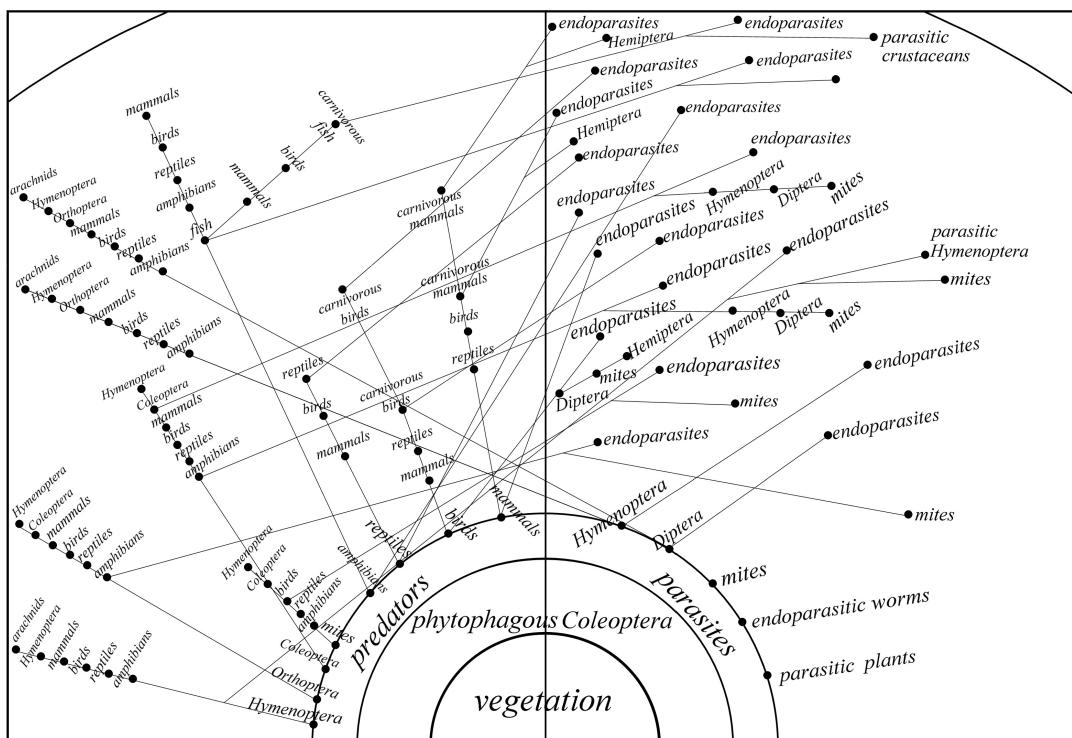 endoparasites
endoparasites
Hemiptera
parasitic
crustaceans
endoparasites
endoparasites
endoparasites
carnivorous
fish
birds
mammals
mammals
birds
reptiles
amphibians
fish
endoparasites
Hemiptera
endoparasites
endoparasites
arachnids
Hymenoptera
Orthoptera
mammals
birds
reptiles
amphibians
carnivorous
mammals
endoparasites
endoparasites
Hymenoptera
Diptera
mites
endoparasites
endoparasites
parasitic
Hymenoptera
mites
endoparasites
arachnids
Hymenoptera
Orthoptera
mammals
birds
reptiles
amphibians
carnivorous
birds
carnivorous
mammals
birds
reptiles
endoparasites
Hymenoptera
Diptera
mites
Hemiptera
mites
Diptera
endoparasites
endoparasites
mites
Hymenoptera
Coleoptera
mammals
birds
reptiles
amphibians
reptiles
birds
mammals
carnivorous
birds
reptiles
mammals
endoparasites
endoparasites
mites
Hymenoptera
Coleoptera
mammals
birds
reptiles
amphibians
Hymenoptera
Coleoptera
birds
reptiles
amphibians
mites
Coleoptera
Orthoptera
Hymenoptera
amphibians
reptiles
birds
mammals
Hymenoptera
Diptera
mites
endoparasitic worms
parasitic plants
arachnids
Hymenoptera
mammals
birds
reptiles
amphibians
predators
parasites
phytophagous Coleoptera
vegetation